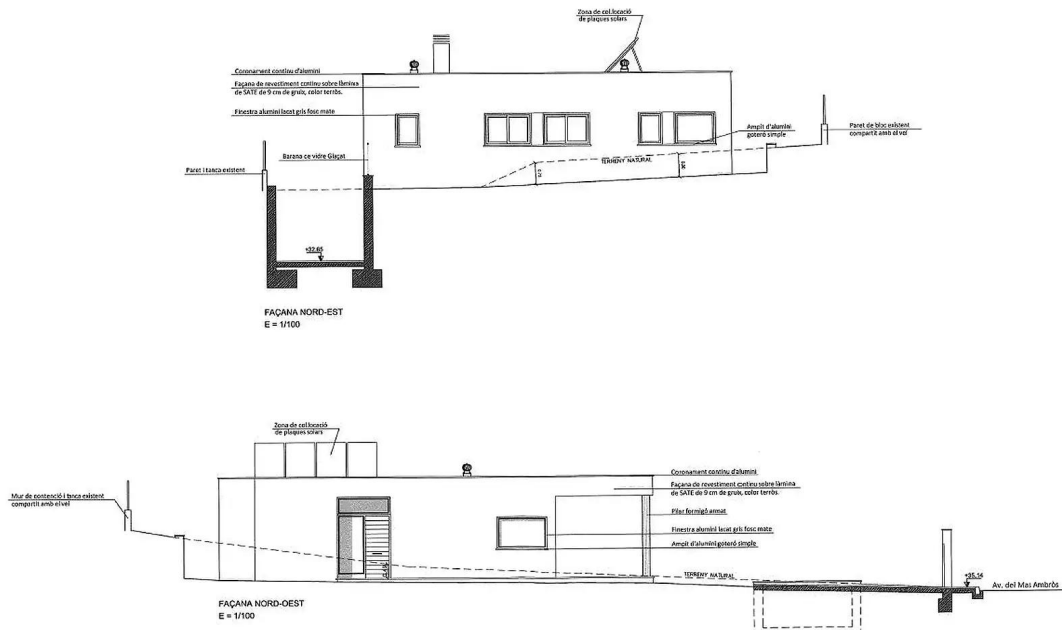 Zona de col.locació
de plaques solars
Coronament continu d'alumini
Façana de revestiment continu sobre làmina
de SATE de 9 cm de gruix, color terròs.
Finestra alumini lacat gris fosc mate
Ampit d'alumini
goteró simple
Paret de bloc existent
compartit amb el veí
Barana de vidre Glaçat
TERRENY NATURAL
Paret i tanca existent
+32.65
FAÇANA NORD-EST
E = 1/100
Zona de col.locació
de plaques solars
Coronament continu d'alumini
Façana de revestiment continu sobre làmina
de SATE de 9 cm de gruix, color terròs.
Mur de contenció i tanca existent
compartit amb el veí
Pilar formigó armat
Finestra alumini lacat gris fosc mate
Ampit d'alumini goteró simple
TERRENY NATURAL
+35.14
Av. del Mas Ambròs
FAÇANA NORD-OEST
E = 1/100